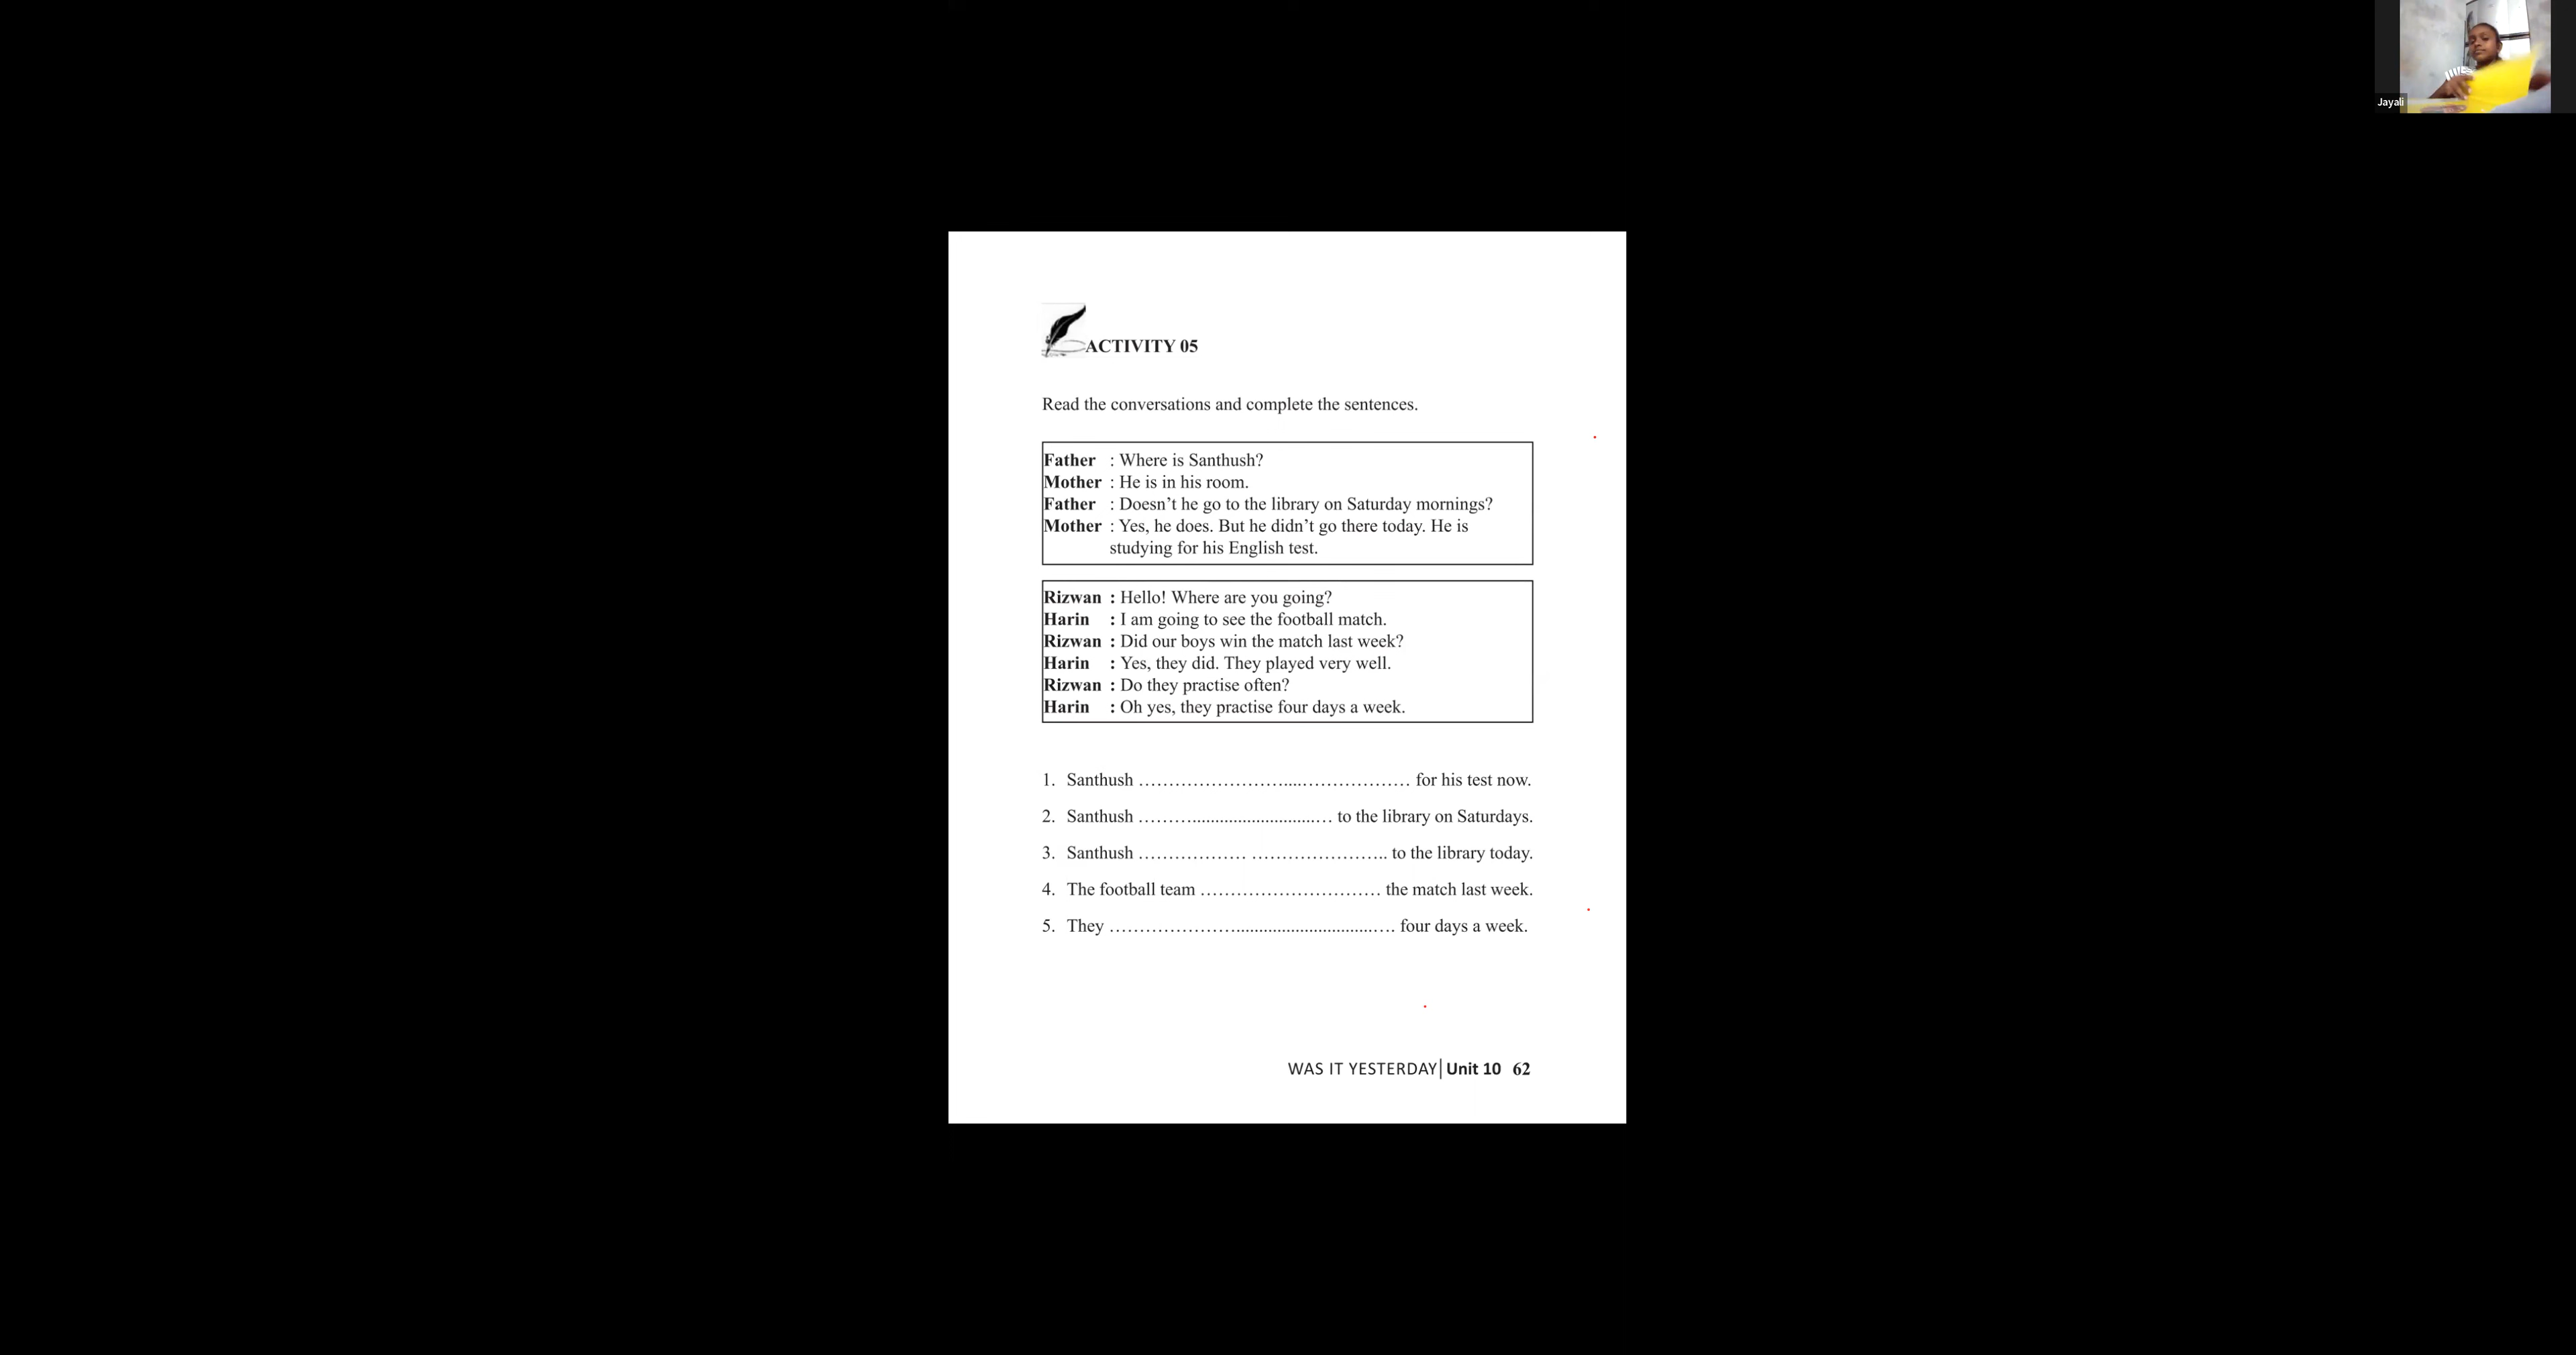 Jayali
ACTIVITY 05
Read the conversations and complete the sentences.
Father : Where is Santhush?
Mother : He is in his room.
Father : Doesn’t he go to the library on Saturday mornings?
Mother : Yes, he does. But he didn’t go there today. He is
studying for his English test.
Rizwan : Hello! Where are you going?
Harin : I am going to see the football match.
Rizwan : Did our boys win the match last week?
Harin : Yes, they did. They played very well.
Rizwan : Do they practise often?
Harin : Oh yes, they practise four days a week.
1. Santhush ……………………....……………… for his test now.
2. Santhush ………...........................… to the library on Saturdays.
3. Santhush ……………… ………………….. to the library today.
4. The football team ………………………… the match last week.
5. They …………………..............................…. four days a week.
WAS IT YESTERDAY| Unit 10 62